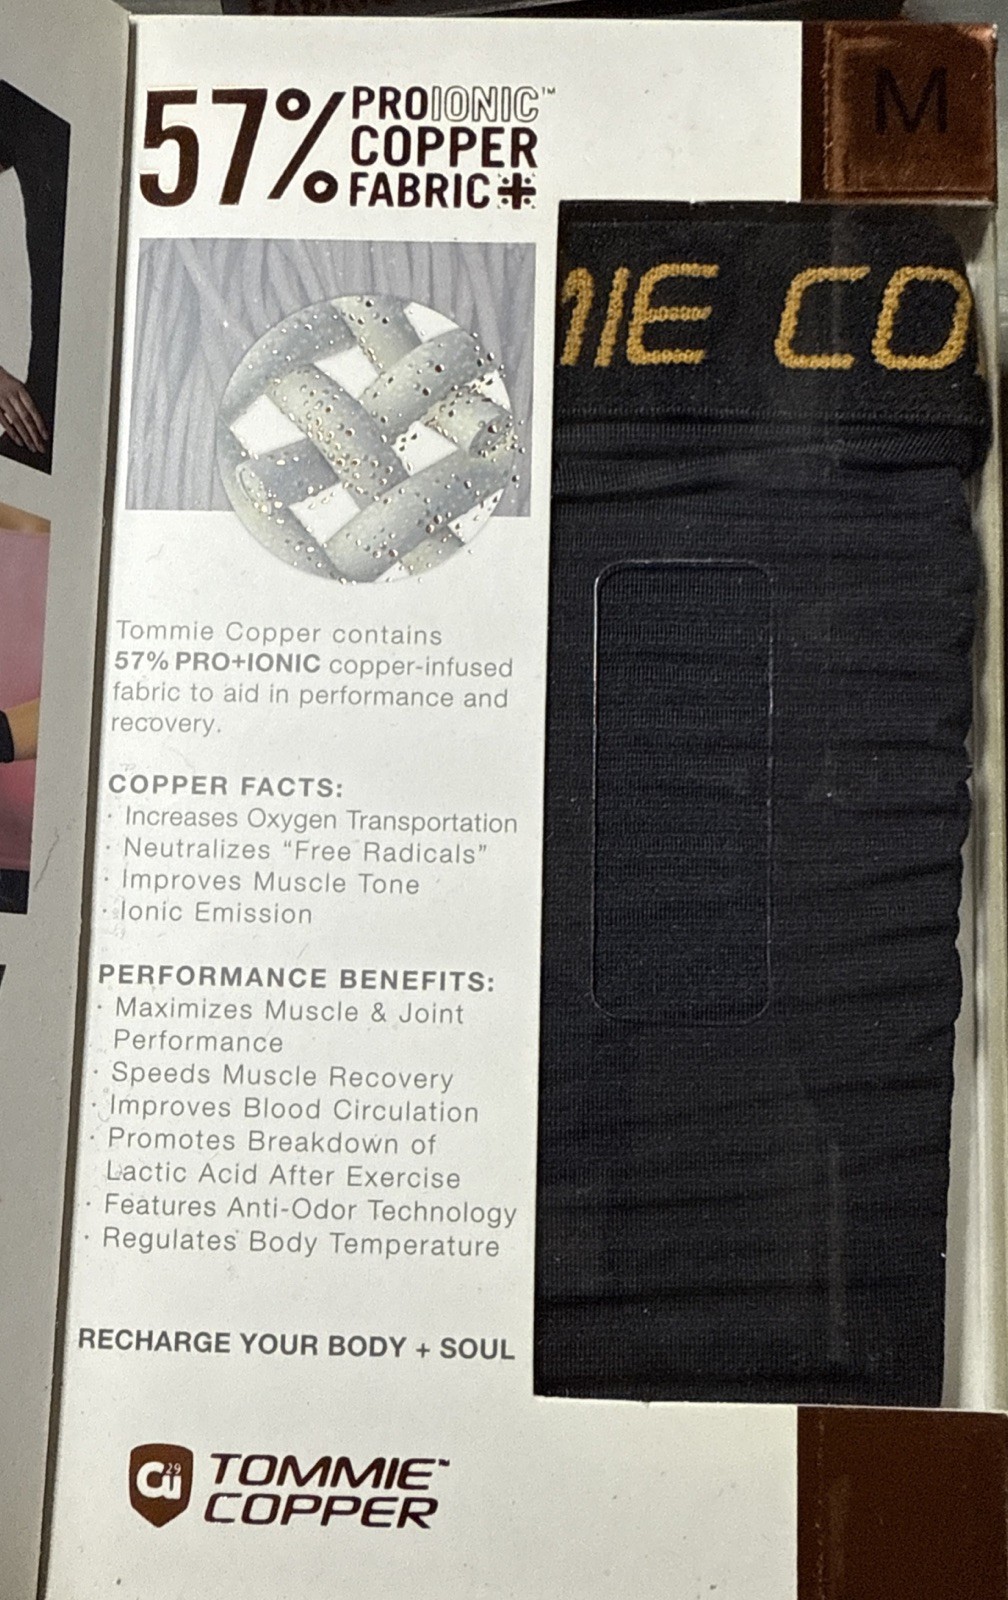 57% PROIONIC™
COPPER
FABRIC
M
MIE CO
Tommie Copper contains
57% PRO+IONIC copper-infused
fabric to aid in performance and
recovery.
COPPER FACTS:
· Increases Oxygen Transportation
· Neutralizes “Free Radicals”
· Improves Muscle Tone
· Ionic Emission
PERFORMANCE BENEFITS:
· Maximizes Muscle & Joint
Performance
· Speeds Muscle Recovery
· Improves Blood Circulation
· Promotes Breakdown of
Lactic Acid After Exercise
· Features Anti-Odor Technology
· Regulates Body Temperature
RECHARGE YOUR BODY + SOUL
Cu 29
TOMMIE™
COPPER